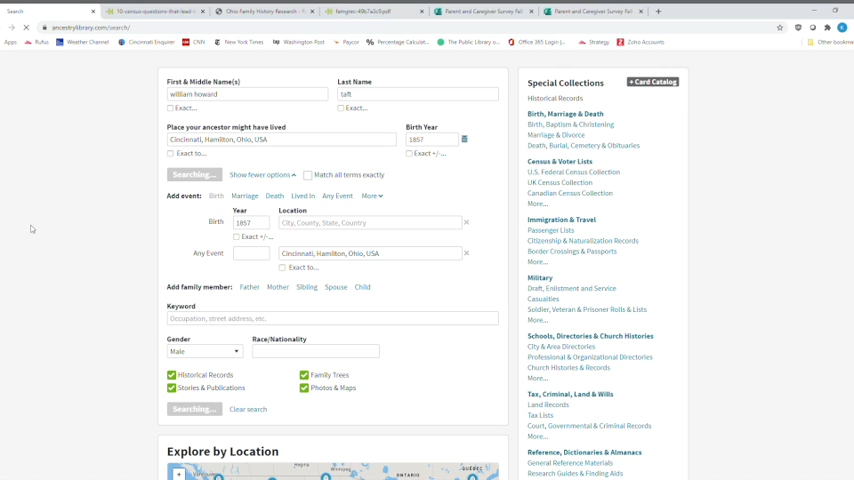 Search
10-census-questions-that-lead-
Ohio Family History Research - F
famgrec-49b7a2c5.pdf
Parent and Caregiver Survey Fall
Parent and Caregiver Survey Fall
ancestrylibrary.com/search/
Apps Rufus Weather Channel Cincinnati Enquirer CNN New York Times Washington Post Paycor Percentage Calculat... The Public Library o... Office 365 Login |... Strategy Zoho Accounts Other bookma
First & Middle Name(s) Last Name
william howard taft
Exact... Exact...
Place your ancestor might have lived Birth Year
Cincinnati, Hamilton, Ohio, USA 1857
Exact to... Exact +/-...
Searching... Show fewer options Match all terms exactly
Add event: Birth Marriage Death Lived In Any Event More
Year Location
Birth 1857 City, County, State, Country
Exact +/-...
Any Event Cincinnati, Hamilton, Ohio, USA
Exact to...
Add family member: Father Mother Sibling Spouse Child
Keyword
Occupation, street address, etc.
Gender Race/Nationality
Male
Historical Records Family Trees
Stories & Publications Photos & Maps
Searching... Clear search
Explore by Location
Winnipeg
ONTARIO
QUÉBEC
Special Collections + Card Catalog
Historical Records
Birth, Marriage & Death
Birth, Baptism & Christening
Marriage & Divorce
Death, Burial, Cemetery & Obituaries
Census & Voter Lists
U.S. Federal Census Collection
UK Census Collection
Canadian Census Collection
More...
Immigration & Travel
Passenger Lists
Citizenship & Naturalization Records
Border Crossings & Passports
More...
Military
Draft, Enlistment and Service
Casualties
Soldier, Veteran & Prisoner Rolls & Lists
More...
Schools, Directories & Church Histories
City & Area Directories
Professional & Organizational Directories
Church Histories & Records
More...
Tax, Criminal, Land & Wills
Land Records
Tax Lists
Court, Governmental & Criminal Records
More...
Reference, Dictionaries & Almanacs
General Reference Materials
Research Guides & Finding Aids